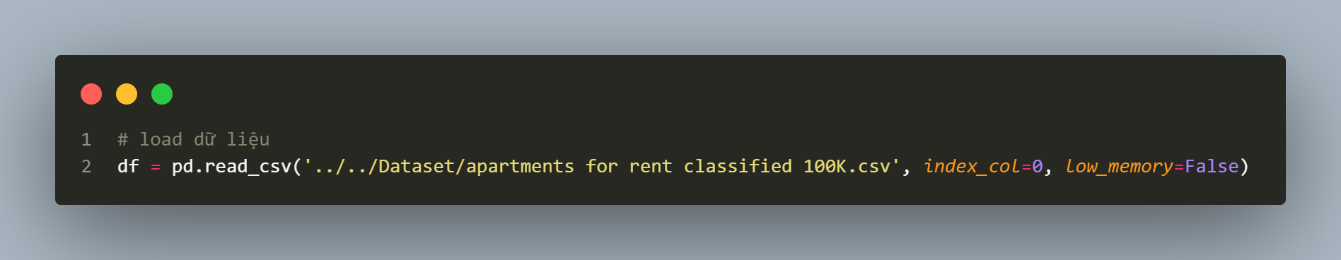 1 # load dữ liệu
2 df = pd.read_csv('../../Dataset/apartments for rent classified 100K.csv', index_col=0, low_memory=False)